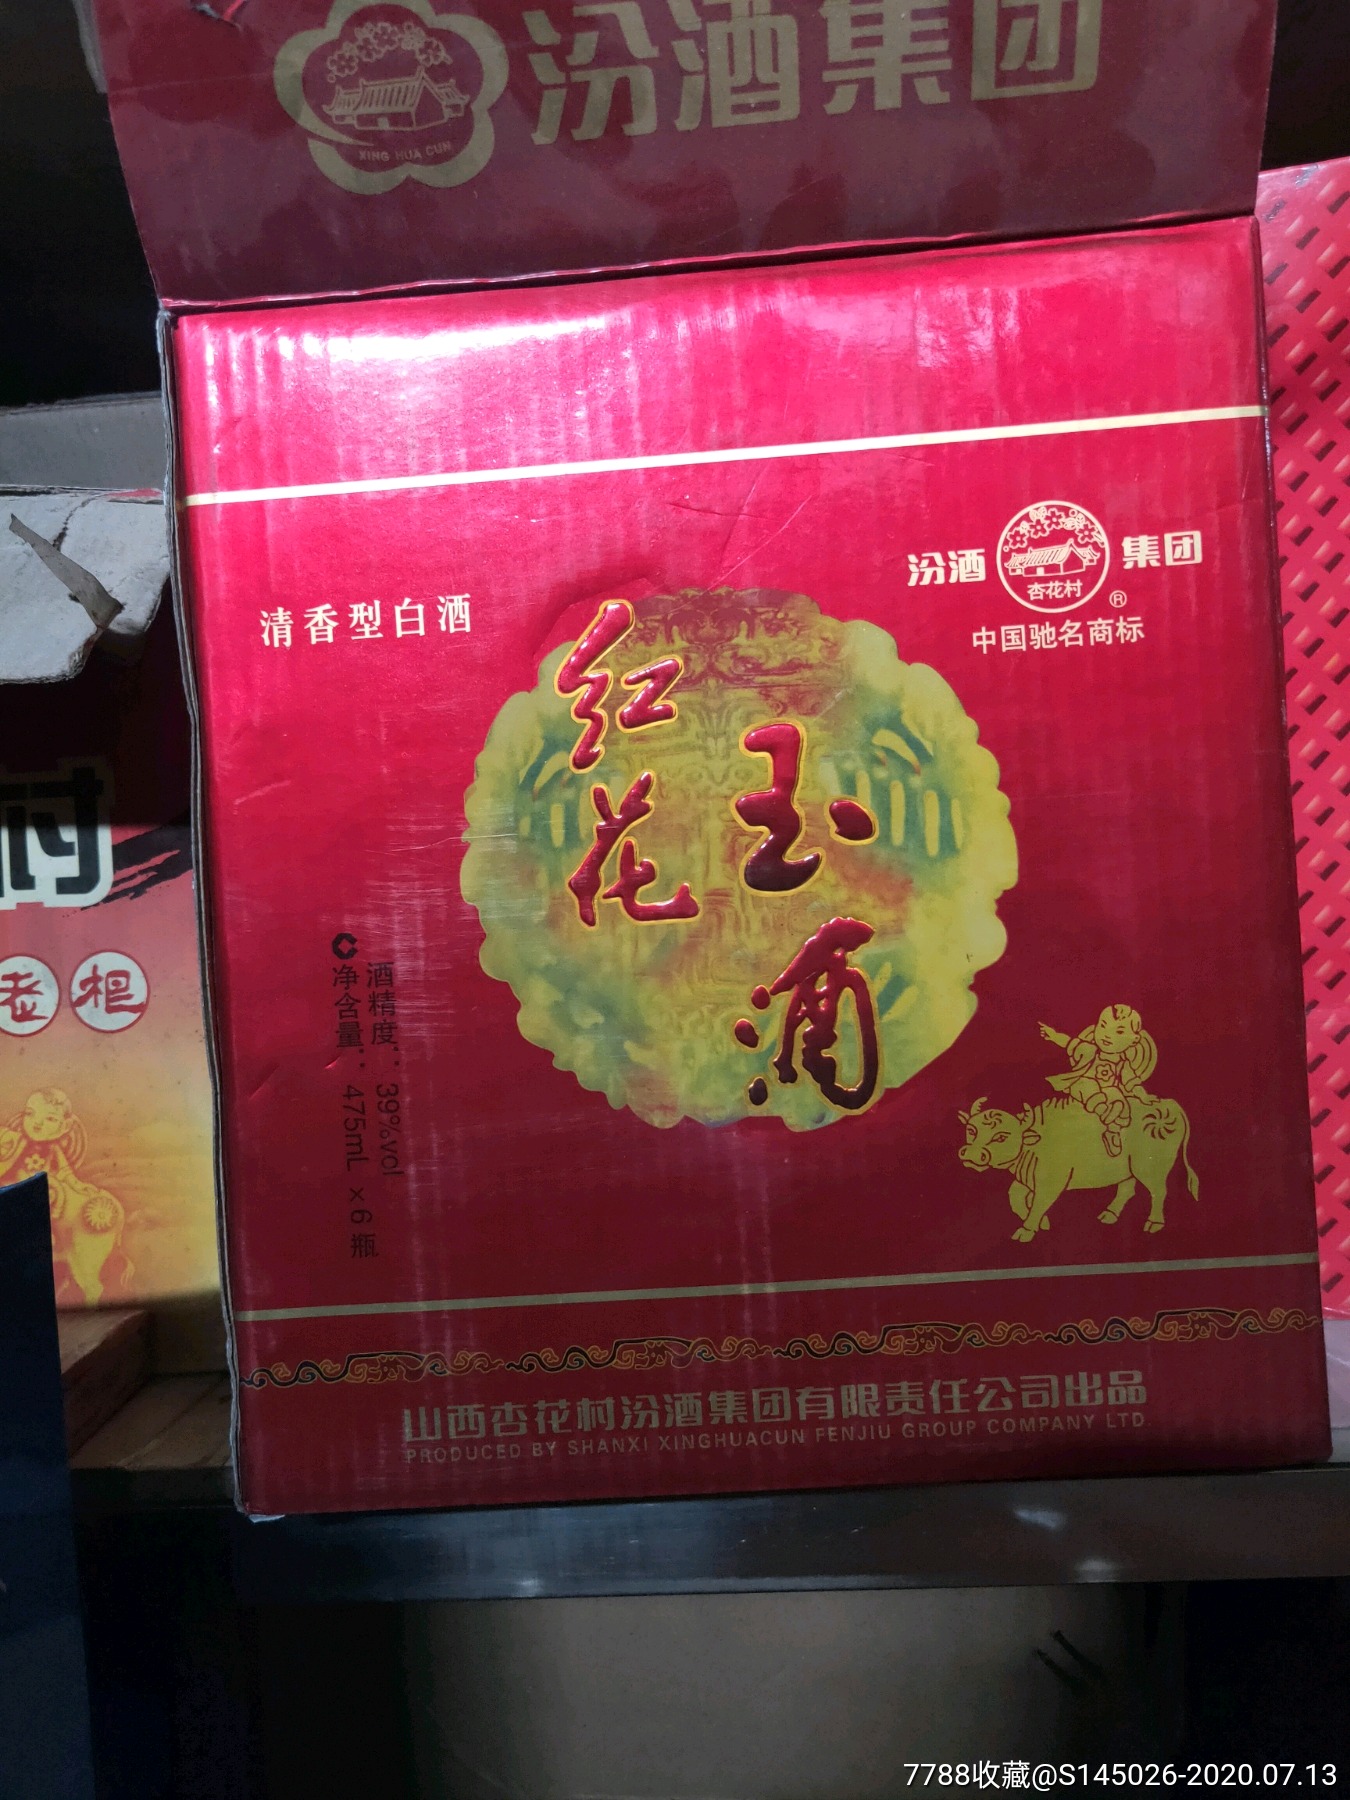 XING HUA CUN
汾酒集团
汾酒
杏花村
®
集团
中国驰名商标
清香型白酒
红花
玉酒
酒精度：39%vol
净含量：475mL×6瓶
村
老
山西杏花村汾酒集团有限责任公司出品
PRODUCED BY SHANXI XINGHUACUN FENJIU GROUP COMPANY LTD.
7788收藏@S145026-2020.07.13